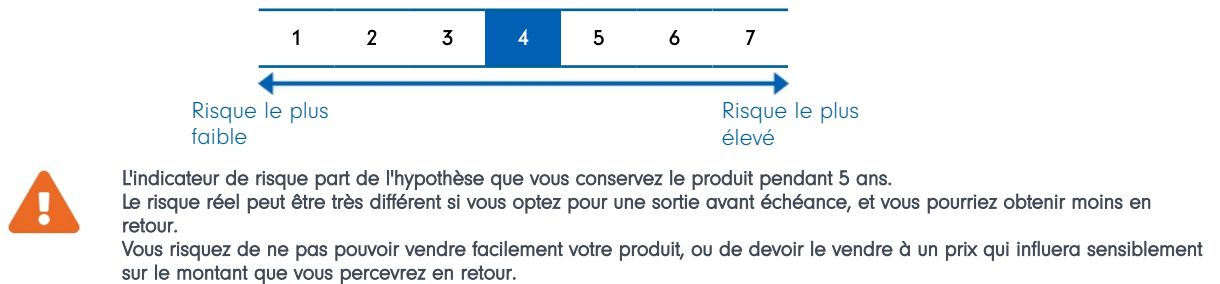 1 2 3 4 5 6 7
Risque le plus faible
Risque le plus élevé
L'indicateur de risque part de l'hypothèse que vous conservez le produit pendant 5 ans.
Le risque réel peut être très différent si vous optez pour une sortie avant échéance, et vous pourriez obtenir moins en
retour.
Vous risquez de ne pas pouvoir vendre facilement votre produit, ou de devoir le vendre à un prix qui influera sensiblement
sur le montant que vous percevrez en retour.